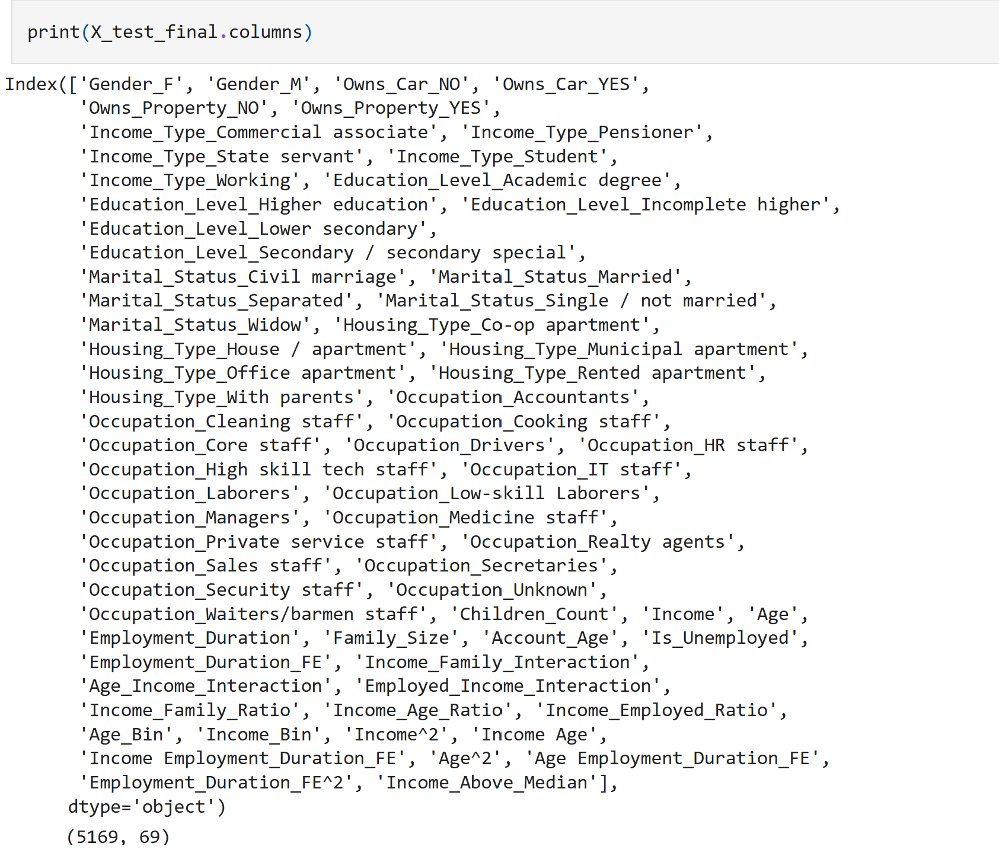 print(X_test_final.columns)
Index(['Gender_F', 'Gender_M', 'Owns_Car_NO', 'Owns_Car_YES',
'Owns_Property_NO', 'Owns_Property_YES',
'Income_Type_Commercial associate', 'Income_Type_Pensioner',
'Income_Type_State servant', 'Income_Type_Student',
'Income_Type_Working', 'Education_Level_Academic degree',
'Education_Level_Higher education', 'Education_Level_Incomplete higher',
'Education_Level_Lower secondary',
'Education_Level_Secondary / secondary special',
'Marital_Status_Civil marriage', 'Marital_Status_Married',
'Marital_Status_Separated', 'Marital_Status_Single / not married',
'Marital_Status_Widow', 'Housing_Type_Co-op apartment',
'Housing_Type_House / apartment', 'Housing_Type_Municipal apartment',
'Housing_Type_Office apartment', 'Housing_Type_Rented apartment',
'Housing_Type_With parents', 'Occupation_Accountants',
'Occupation_Cleaning staff', 'Occupation_Cooking staff',
'Occupation_Core staff', 'Occupation_Drivers', 'Occupation_HR staff',
'Occupation_High skill tech staff', 'Occupation_IT staff',
'Occupation_Laborers', 'Occupation_Low-skill Laborers',
'Occupation_Managers', 'Occupation_Medicine staff',
'Occupation_Private service staff', 'Occupation_Realty agents',
'Occupation_Sales staff', 'Occupation_Secretaries',
'Occupation_Security staff', 'Occupation_Unknown',
'Occupation_Waiters/barmen staff', 'Children_Count', 'Income', 'Age',
'Employment_Duration', 'Family_Size', 'Account_Age', 'Is_Unemployed',
'Employment_Duration_FE', 'Income_Family_Interaction',
'Age_Income_Interaction', 'Employed_Income_Interaction',
'Income_Family_Ratio', 'Income_Age_Ratio', 'Income_Employed_Ratio',
'Age_Bin', 'Income_Bin', 'Income^2', 'Income Age',
'Income Employment_Duration_FE', 'Age^2', 'Age Employment_Duration_FE',
'Employment_Duration_FE^2', 'Income_Above_Median'],
dtype='object')
(5169, 69)